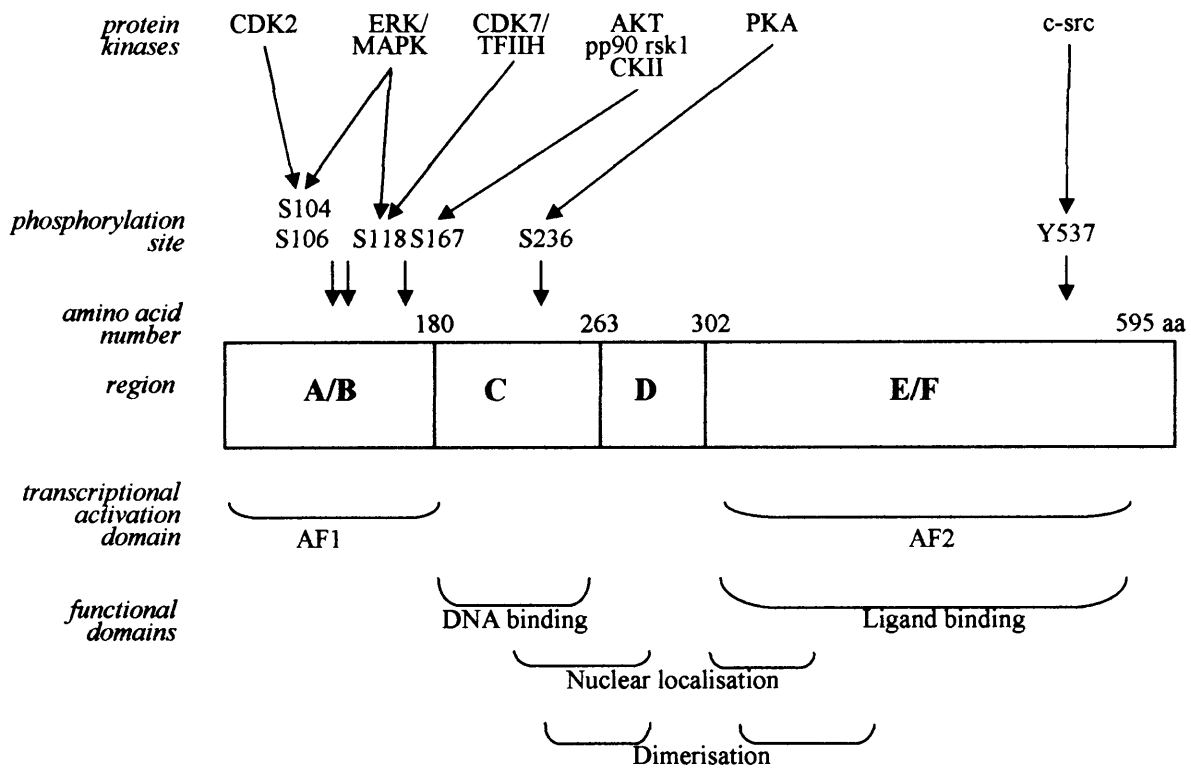 protein kinases
CDK2
ERK/ MAPK
CDK7/ TFIIH
AKT
pp90 rsk1
CKII
PKA
c-src
phosphorylation site
S104
S106
S118
S167
S236
Y537
amino acid number
180
263
302
595 aa
region
A/B
C
D
E/F
transcriptional activation domain
AF1
AF2
functional domains
DNA binding
Ligand binding
Nuclear localisation
Dimerisation